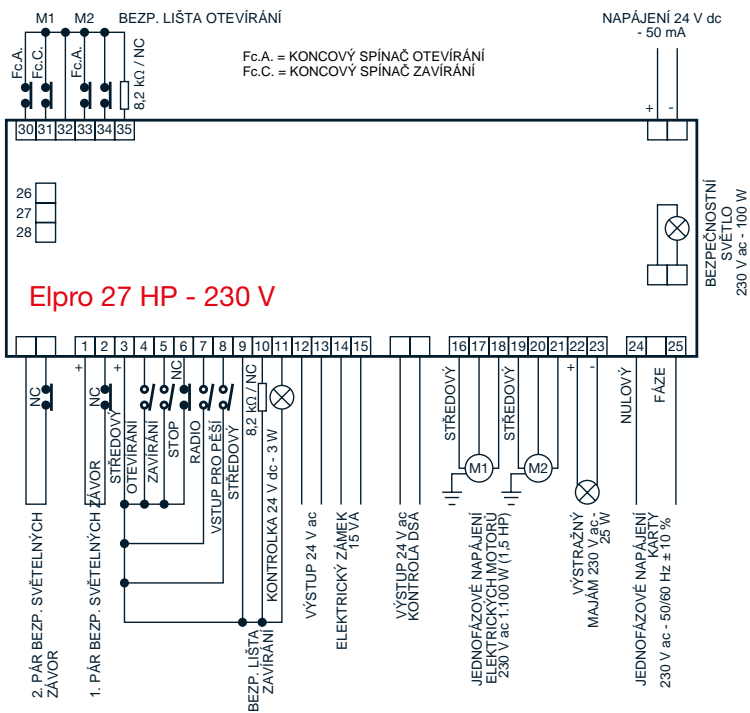 M1 M2 BEZP. LIŠTA OTEVÍRÁNÍ
NAPÁJENÍ 24 V dc
- 50 mA
Fc.A. = KONCOVÝ SPÍNAČ OTEVÍRÁNÍ
Fc.C. = KONCOVÝ SPÍNAČ ZAVÍRÁNÍ
Fc.A.
Fc.C.
Fc.A.
8,2 kΩ / NC
+ -
30 31 32 33 34 35
26
27
28
BEZPEČNOSTNÍ
SVĚTLO
230 V ac - 100 W
Elpro 27 HP - 230 V
1 2 3 4 5 6 7 8 9 10 11 12 13 14 15 16 17 18 19 20 21 22 23 24 25
+ + + -
NC
NC
STŘEDOVÝ
OTEVÍRÁNÍ
ZAVÍRÁNÍ
STOP
NC
RADIO
VSTUP PRO PĚŠÍ
STŘEDOVÝ
8,2 kΩ / NC
KONTROLKA 24 V dc - 3 W
STŘEDOVÝ
STŘEDOVÝ
NULOVÝ
FÁZE
M1
M2
2. PÁR BEZP. SVĚTELNÝCH
ZÁVOR
1. PÁR BEZP. SVĚTELNÝCH ZÁVOR
BEZP. LIŠTA
ZAVÍRÁNÍ
VÝSTUP 24 V ac
ELEKTRICKÝ ZÁMEK
15 VA
VÝSTUP 24 V ac
KONTROLA DSA
JEDNOFÁZOVÉ NAPÁJENÍ
ELEKTRICKÝCH MOTORŮ
230 V ac 1.100 W (1,5 HP)
VÝSTRAŽNÝ
MAJÁM 230 V ac -
25 W
JEDNOFÁZOVÉ NAPÁJENÍ
KARTY
230 V ac - 50/60 Hz ± 10 %